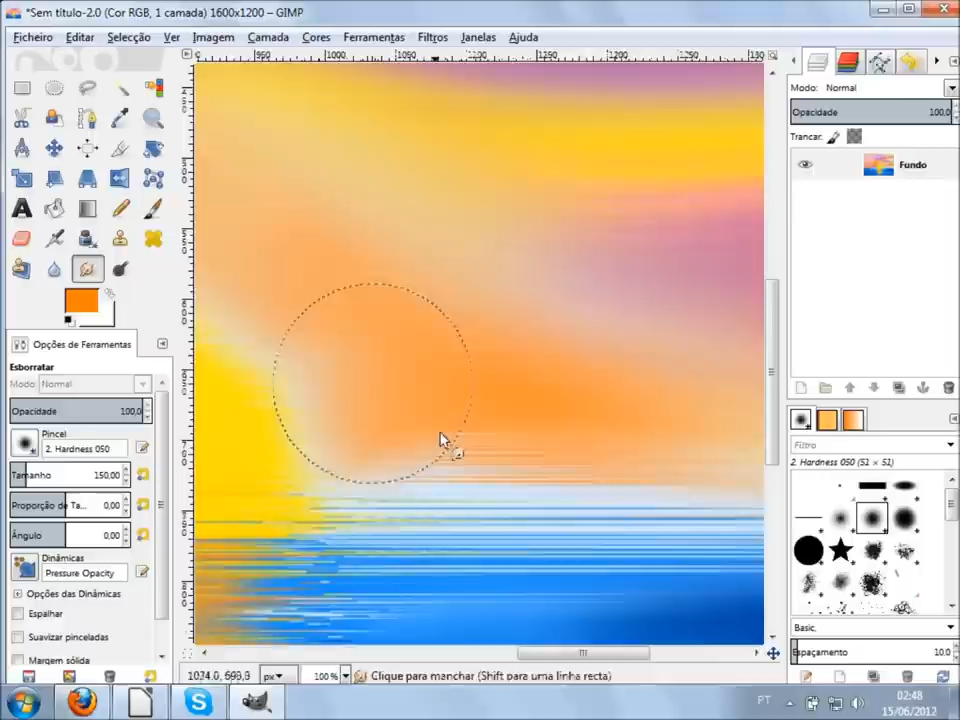 *Sem título-2.0 (Cor RGB, 1 camada) 1600x1200 – GIMP
Ficheiro Editar Selecção Ver Imagem Camada Cores Ferramentas Filtros Janelas Ajuda
950 1000 1050 1100 1150 1200 1250
Modo: Normal
Opacidade 100,0
Trancar:
Fundo
Opções de Ferramentas
Esborratar
Modo: Normal
Opacidade 100,0
Pincel
2. Hardness 050
Tamanho 150,00
Proporção de Ta... 0,00
Ângulo 0,00
Dinâmicas
Pressure Opacity
Opções das Dinâmicas
Espalhar
Suavizar pinceladas
Margem sólida
Filtro
2. Hardness 050 (51 × 51)
Basic,
Espaçamento 10,0
px 100 % Clique para manchar (Shift para uma linha recta)
PT 02:48
15/06/2012